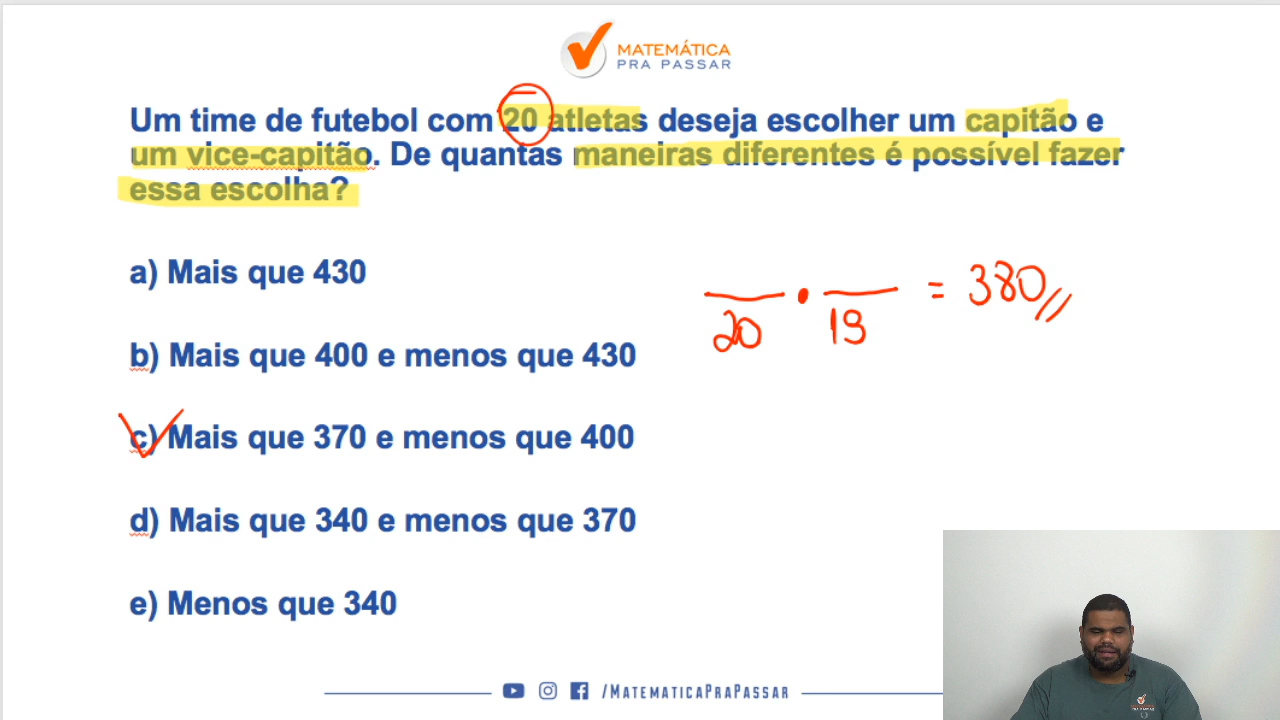 MATEMÁTICA
PRA PASSAR
Um time de futebol com 20 atletas deseja escolher um capitão e
um vice-capitão. De quantas maneiras diferentes é possível fazer
essa escolha?
a) Mais que 430
b) Mais que 400 e menos que 430
c) Mais que 370 e menos que 400
d) Mais que 340 e menos que 370
e) Menos que 340
20 · 19 = 380
/MATEMATICAPRAPASSAR